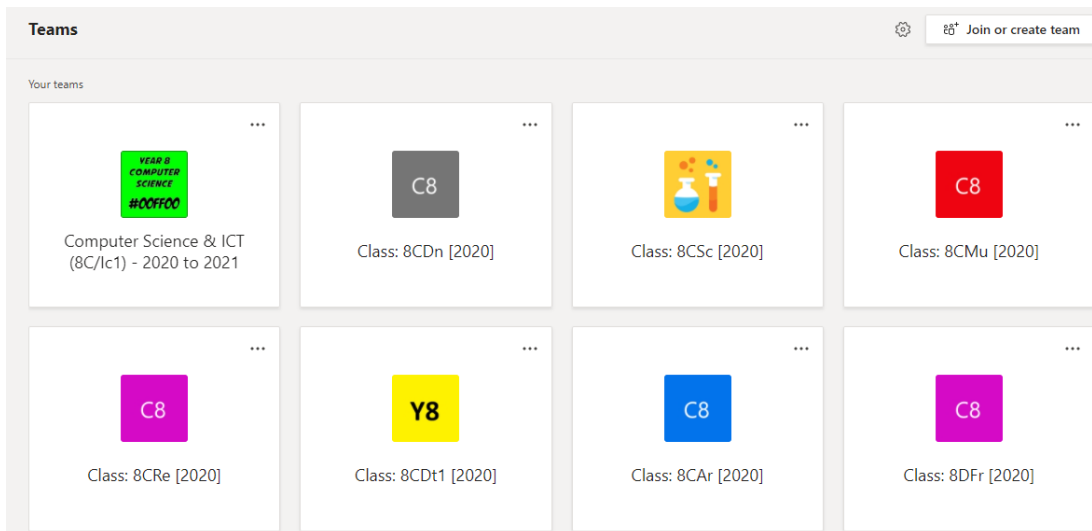 Teams
Join or create team
Your teams
...
...
...
...
YEAR 8
COMPUTER
SCIENCE
#00FF00
C8
C8
Computer Science & ICT
(8C/Ic1) - 2020 to 2021
Class: 8CDn [2020]
Class: 8CSc [2020]
Class: 8CMu [2020]
...
...
...
...
C8
Y8
C8
C8
Class: 8CRe [2020]
Class: 8CDt1 [2020]
Class: 8CAr [2020]
Class: 8DFr [2020]